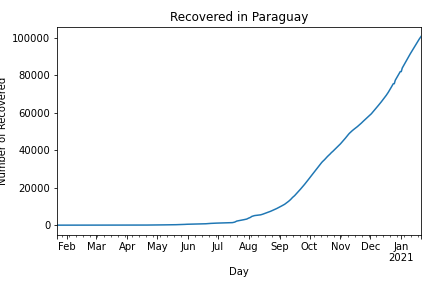 Recovered in Paraguay
100000
80000
60000
40000
20000
0
Number of Recovered
Feb Mar Apr May Jun Jul Aug Sep Oct Nov Dec Jan
2021
Day